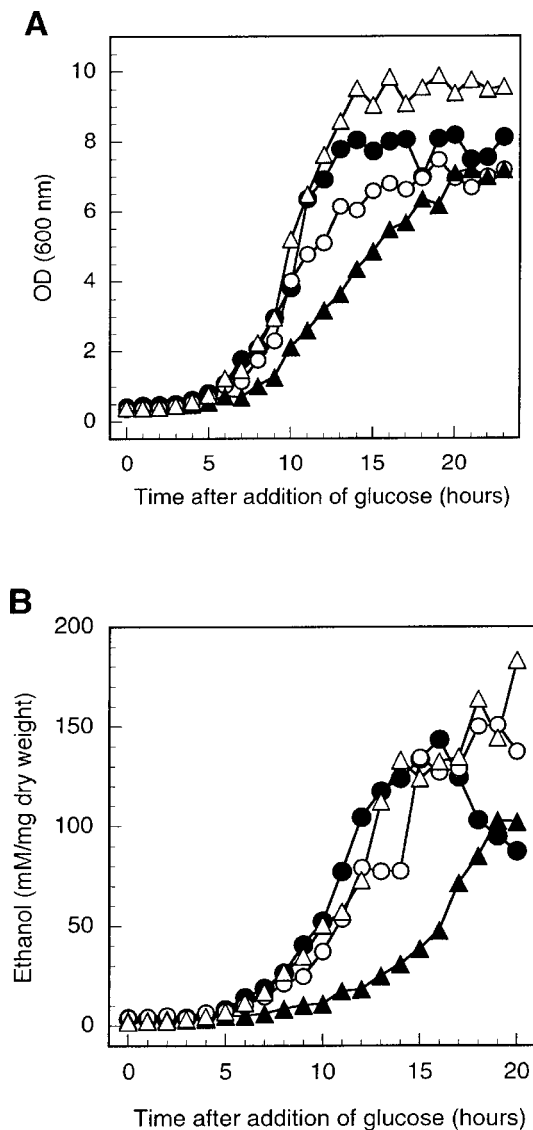 A
10
8
6
4
2
0
OD (600 nm)
0 5 10 15 20
Time after addition of glucose (hours)
B
200
150
100
50
0
Ethanol (mM/mg dry weight)
0 5 10 15 20
Time after addition of glucose (hours)